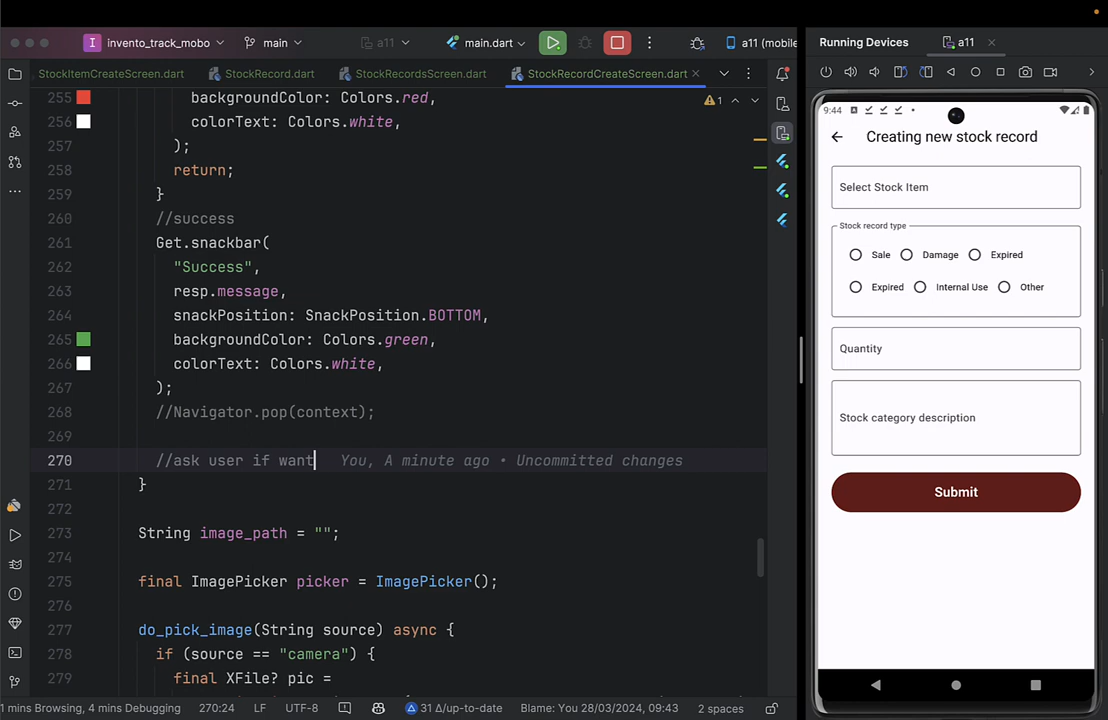 invento_track_mobo main a11 main.dart a11 (mobile Running Devices a11
StockItemCreateScreen.dart StockRecord.dart StockRecordsScreen.dart StockRecordCreateScreen.dart
255 backgroundColor: Colors.red,
1
256 colorText: Colors.white,
257 );
258 return;
259 }
260 //success
261 Get.snackbar(
262 "Success",
263 resp.message,
264 snackPosition: SnackPosition.BOTTOM,
265 backgroundColor: Colors.green,
266 colorText: Colors.white,
267 );
268 //Navigator.pop(context);
269
270 //ask user if want You, A minute ago • Uncommitted changes
271 }
272
273 String image_path = "";
274
275 final ImagePicker picker = ImagePicker();
276
277 do_pick_image(String source) async {
278 if (source == "camera") {
279 final XFile? pic =
1 mins Browsing, 4 mins Debugging 270:24 LF UTF-8 31 Δ/up-to-date Blame: You 28/03/2024, 09:43 2 spaces
9:44
Creating new stock record
Select Stock Item
Stock record type
Sale Damage Expired
Expired Internal Use Other
Quantity
Stock category description
Submit